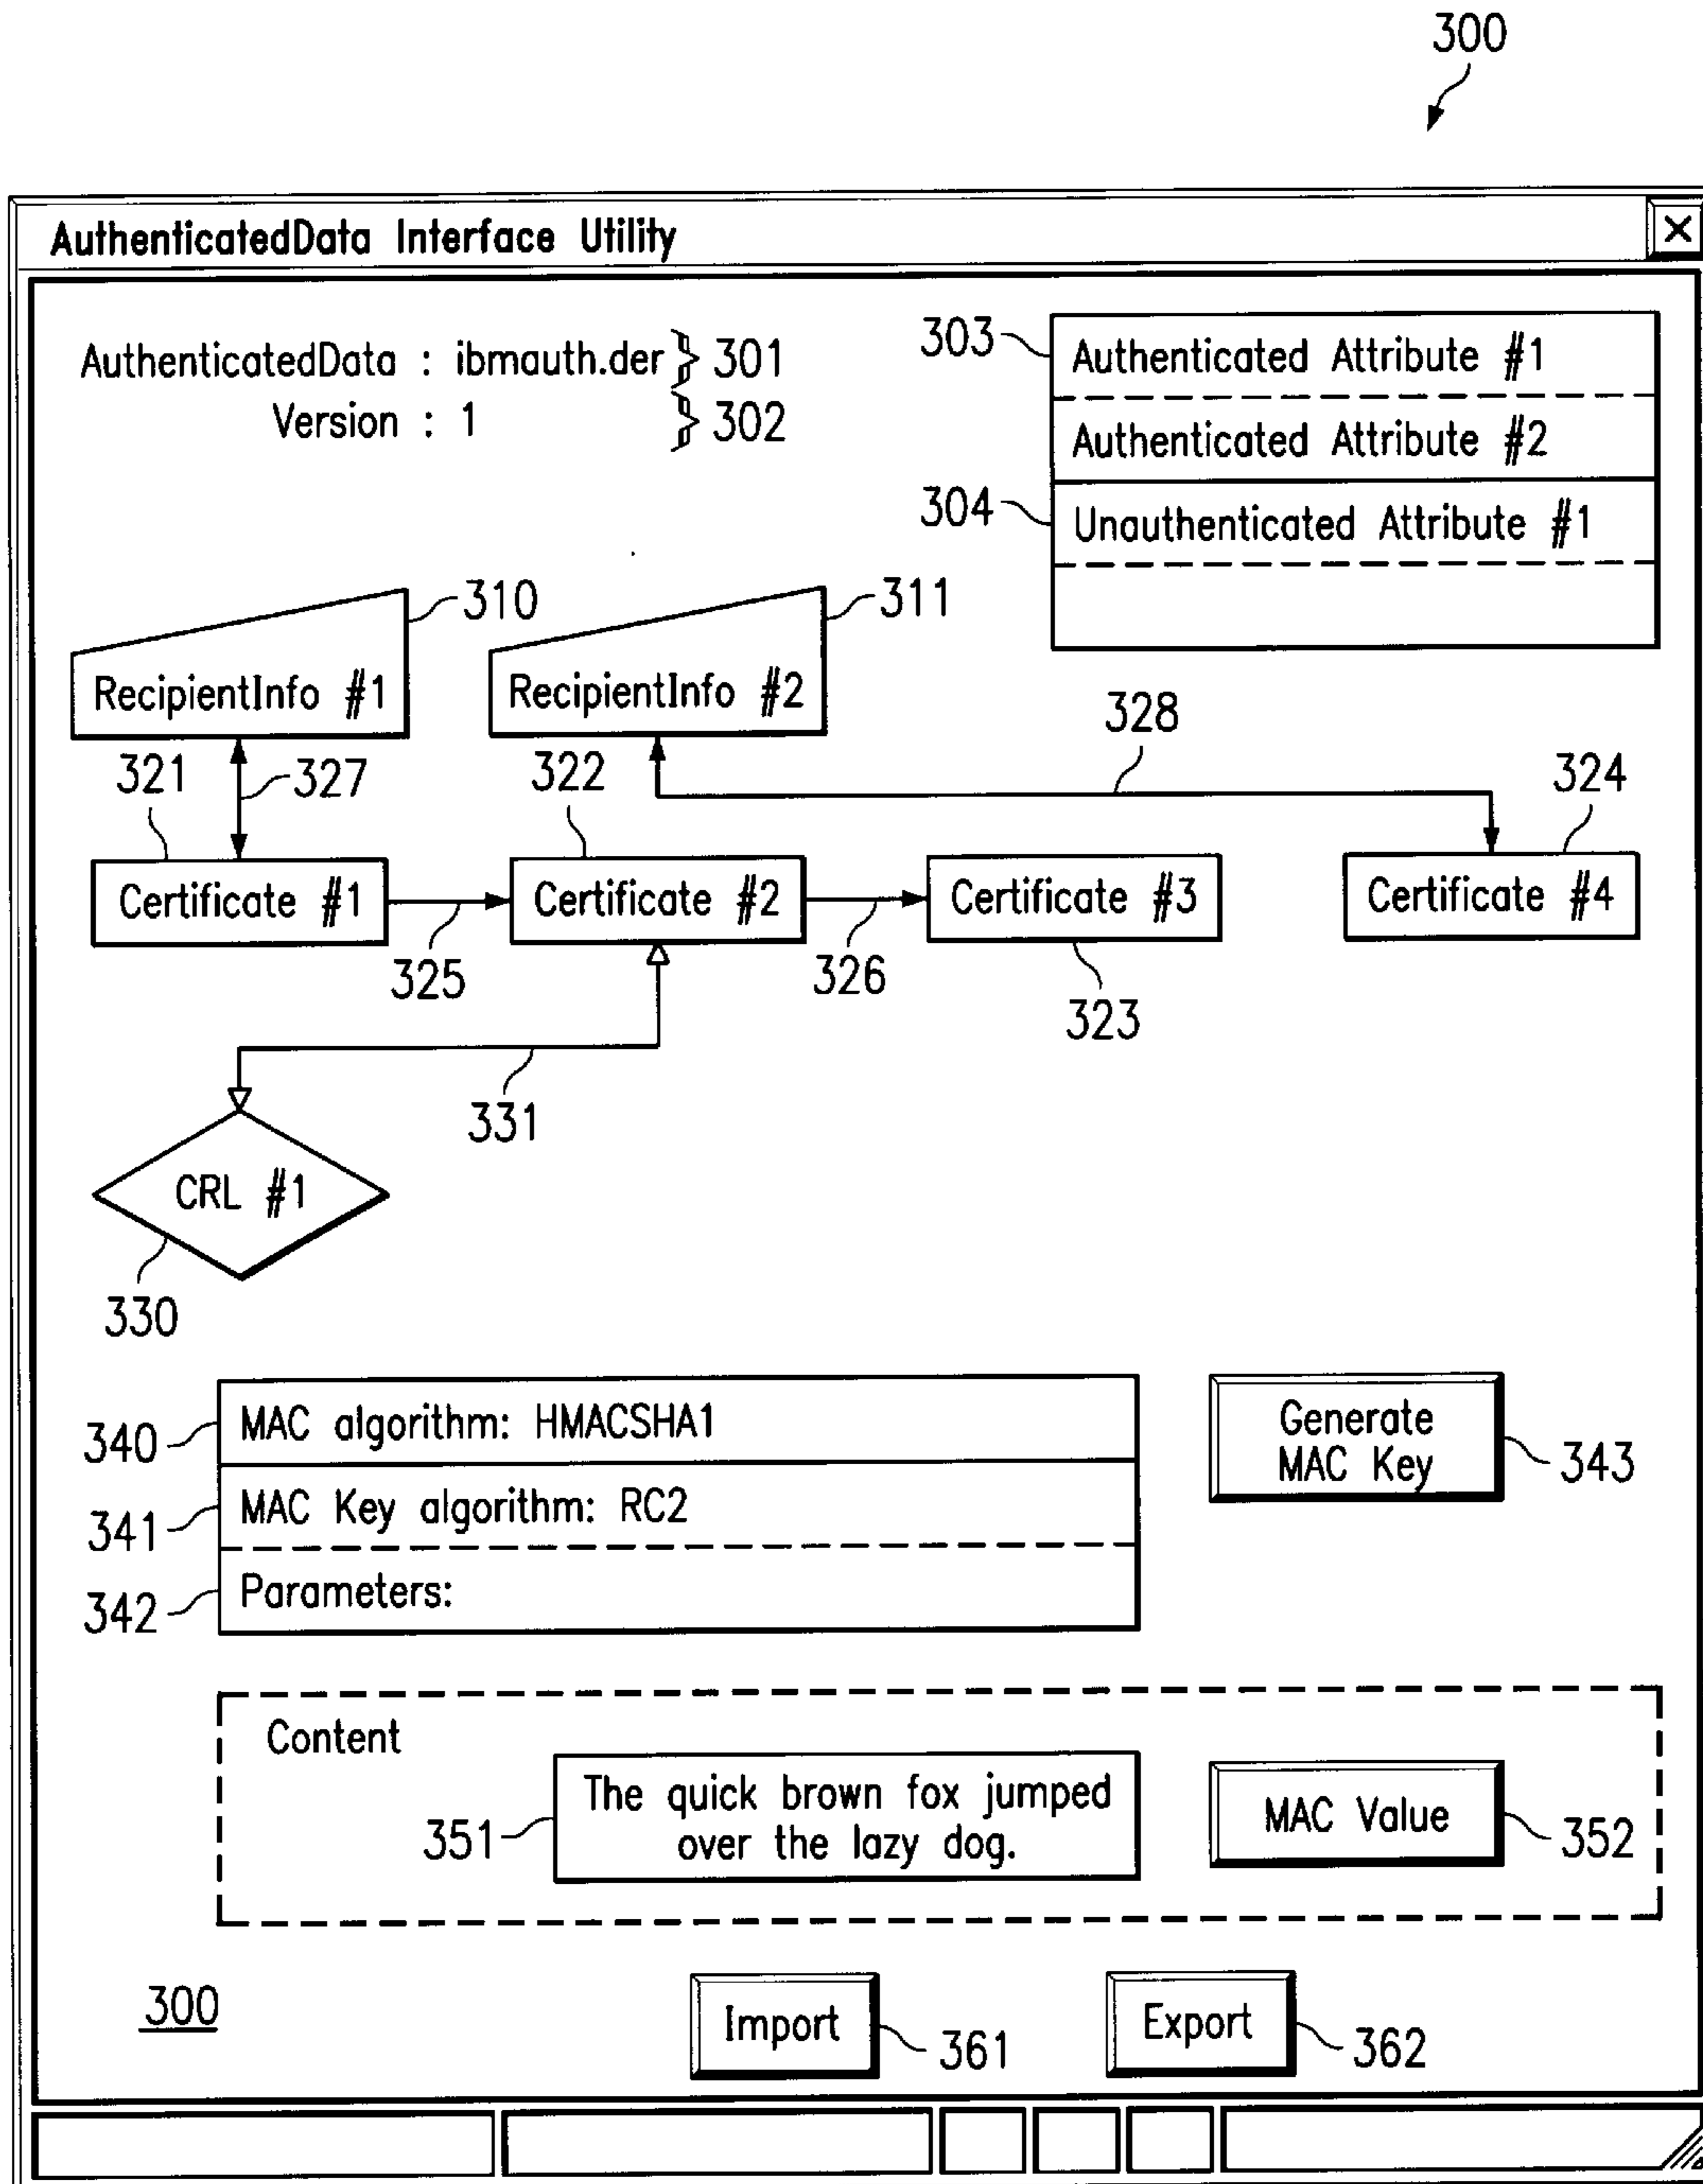 300
AuthenticatedData Interface Utility
X
AuthenticatedData : ibmauth.der 301
Version : 1 302
303
Authenticated Attribute #1
Authenticated Attribute #2
304
Unauthenticated Attribute #1
310
311
RecipientInfo #1
RecipientInfo #2
328
321
327
322
324
Certificate #1
Certificate #2
Certificate #3
Certificate #4
325
326
323
331
CRL #1
330
340
MAC algorithm: HMACSHA1
341
MAC Key algorithm: RC2
342
Parameters:
Generate
MAC Key
343
Content
351
The quick brown fox jumped
over the lazy dog.
MAC Value
352
300
Import
361
Export
362